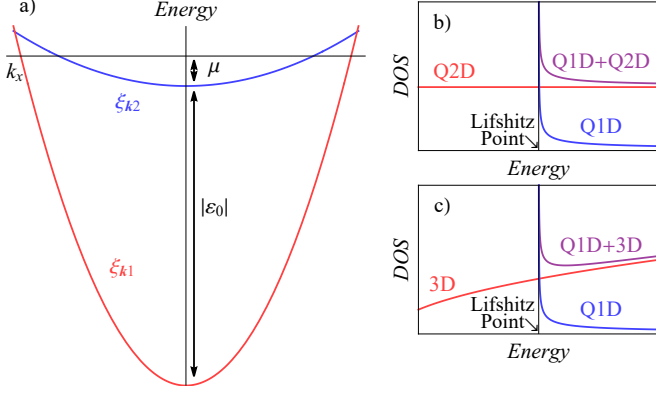 a)
Energy
k_x
μ
ξ_k2
|ε_0|
ξ_k1
b)
DOS
Q2D
Q1D+Q2D
Lifshitz
Point
Q1D
Energy
c)
DOS
3D
Q1D+3D
Lifshitz
Point
Q1D
Energy